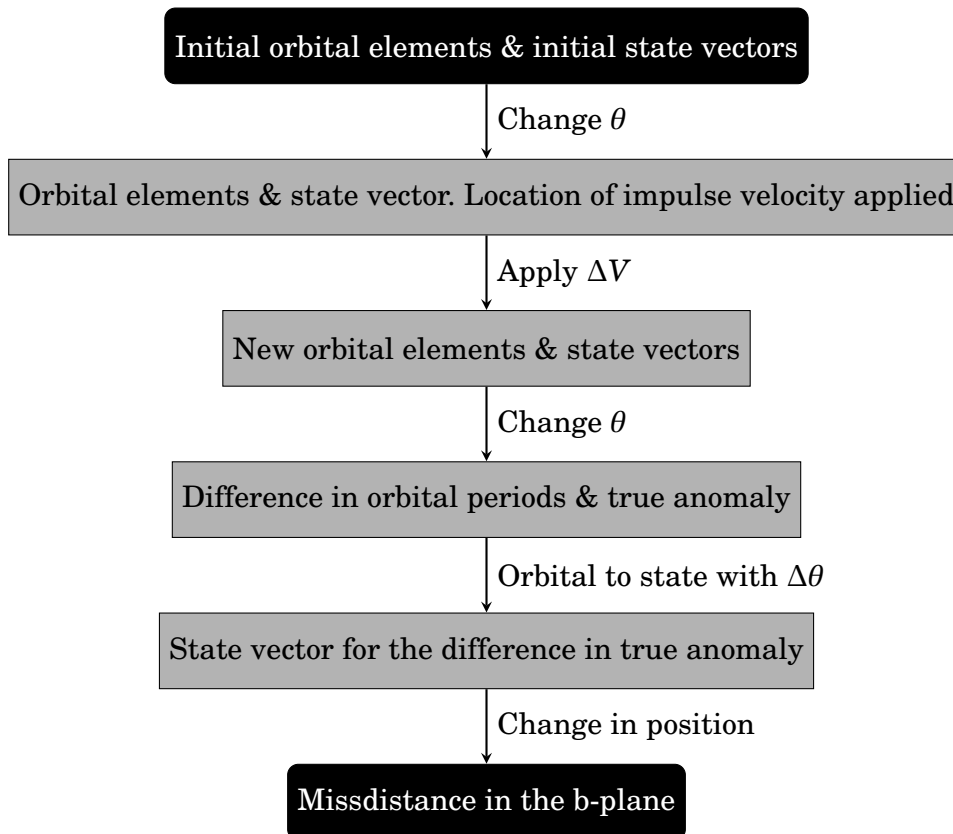 Initial orbital elements & initial state vectors
Change θ
Orbital elements & state vector. Location of impulse velocity applied
Apply ΔV
New orbital elements & state vectors
Change θ
Difference in orbital periods & true anomaly
Orbital to state with Δθ
State vector for the difference in true anomaly
Change in position
Missdistance in the b-plane